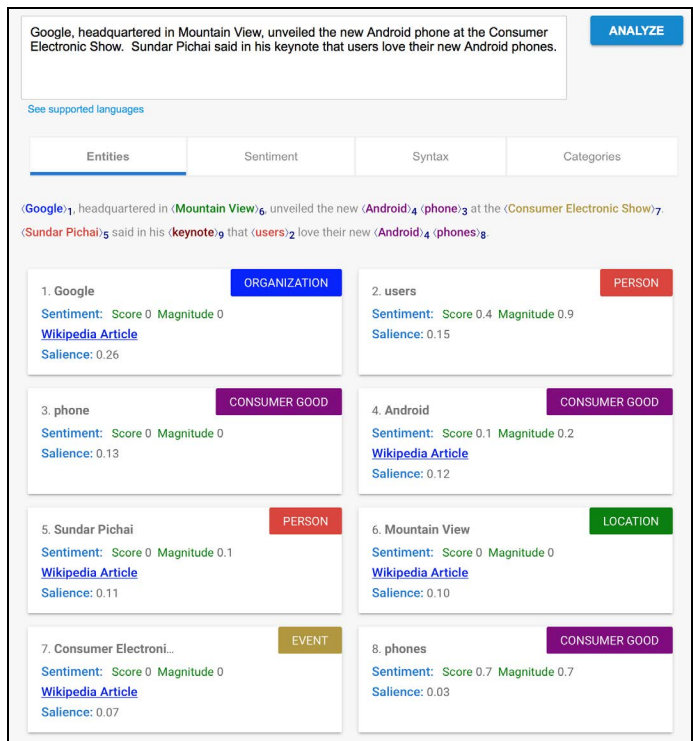 Google, headquartered in Mountain View, unveiled the new Android phone at the Consumer
Electronic Show.  Sundar Pichai said in his keynote that users love their new Android phones.
ANALYZE
See supported languages
Entities
Sentiment
Syntax
Categories
⟨Google⟩1, headquartered in ⟨Mountain View⟩6, unveiled the new ⟨Android⟩4 ⟨phone⟩3 at the ⟨Consumer Electronic Show⟩7.
⟨Sundar Pichai⟩5 said in his ⟨keynote⟩9 that ⟨users⟩2 love their new ⟨Android⟩4 ⟨phones⟩8.
1. Google
ORGANIZATION
Sentiment: Score 0 Magnitude 0
Wikipedia Article
Salience: 0.26
2. users
PERSON
Sentiment: Score 0.4 Magnitude 0.9
Salience: 0.15
3. phone
CONSUMER GOOD
Sentiment: Score 0 Magnitude 0
Salience: 0.13
4. Android
CONSUMER GOOD
Sentiment: Score 0.1 Magnitude 0.2
Wikipedia Article
Salience: 0.12
5. Sundar Pichai
PERSON
Sentiment: Score 0 Magnitude 0.1
Wikipedia Article
Salience: 0.11
6. Mountain View
LOCATION
Sentiment: Score 0 Magnitude 0
Wikipedia Article
Salience: 0.10
7. Consumer Electroni...
EVENT
Sentiment: Score 0 Magnitude 0
Wikipedia Article
Salience: 0.07
8. phones
CONSUMER GOOD
Sentiment: Score 0.7 Magnitude 0.7
Salience: 0.03